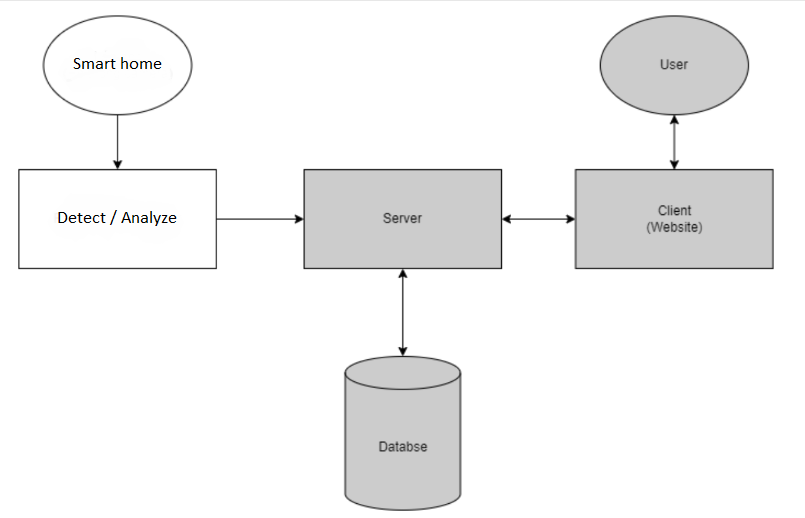 Smart home
User
Detect / Analyze
Server
Client
(Website)
Databse